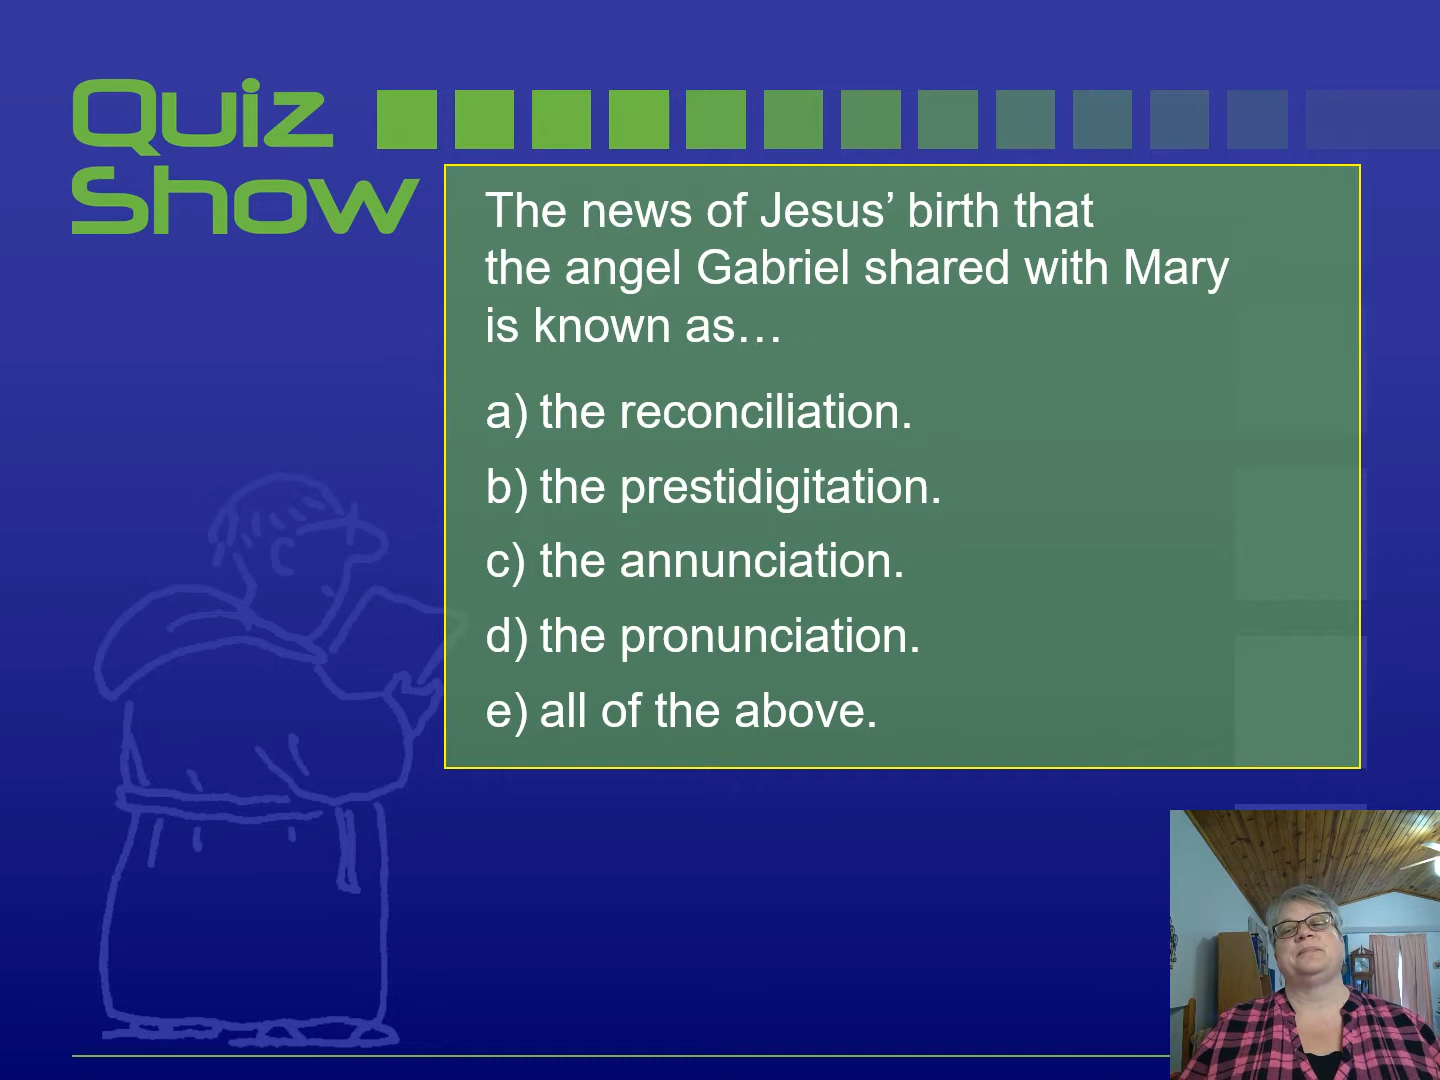 Quiz
Show
The news of Jesus’ birth that
the angel Gabriel shared with Mary
is known as…
a) the reconciliation.
b) the prestidigitation.
c) the annunciation.
d) the pronunciation.
e) all of the above.